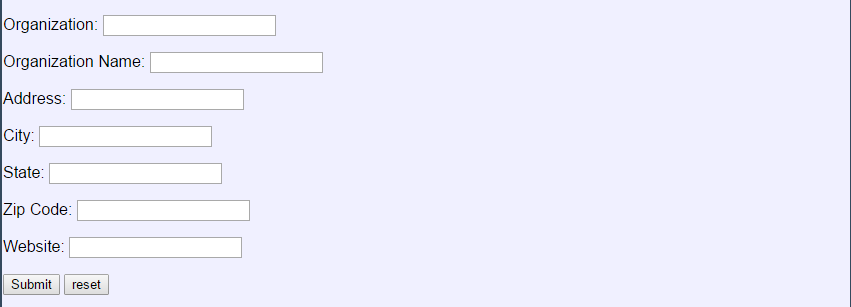 Organization:
Organization Name:
Address:
City:
State:
Zip Code:
Website:
Submit reset